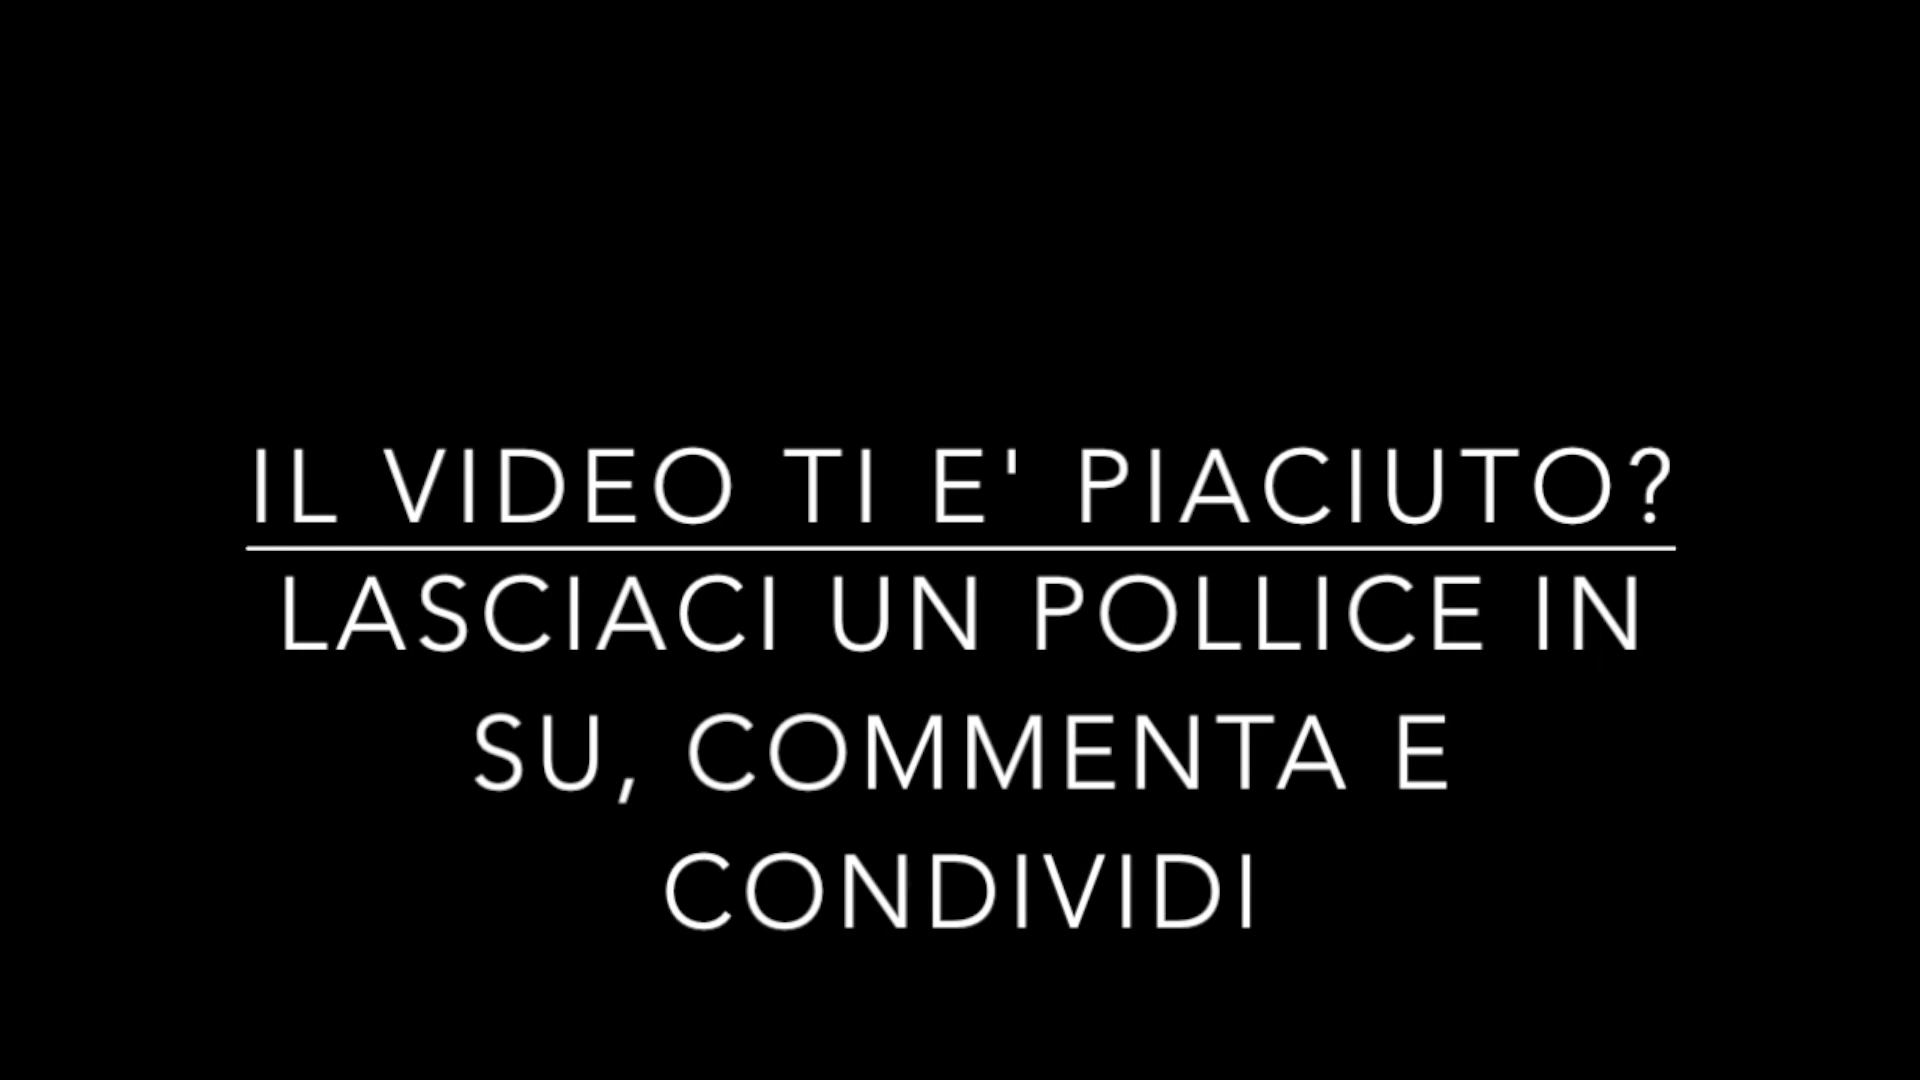 IL VIDEO TI E' PIACIUTO?
LASCIACI UN POLLICE IN
SU, COMMENTA E
CONDIVIDI